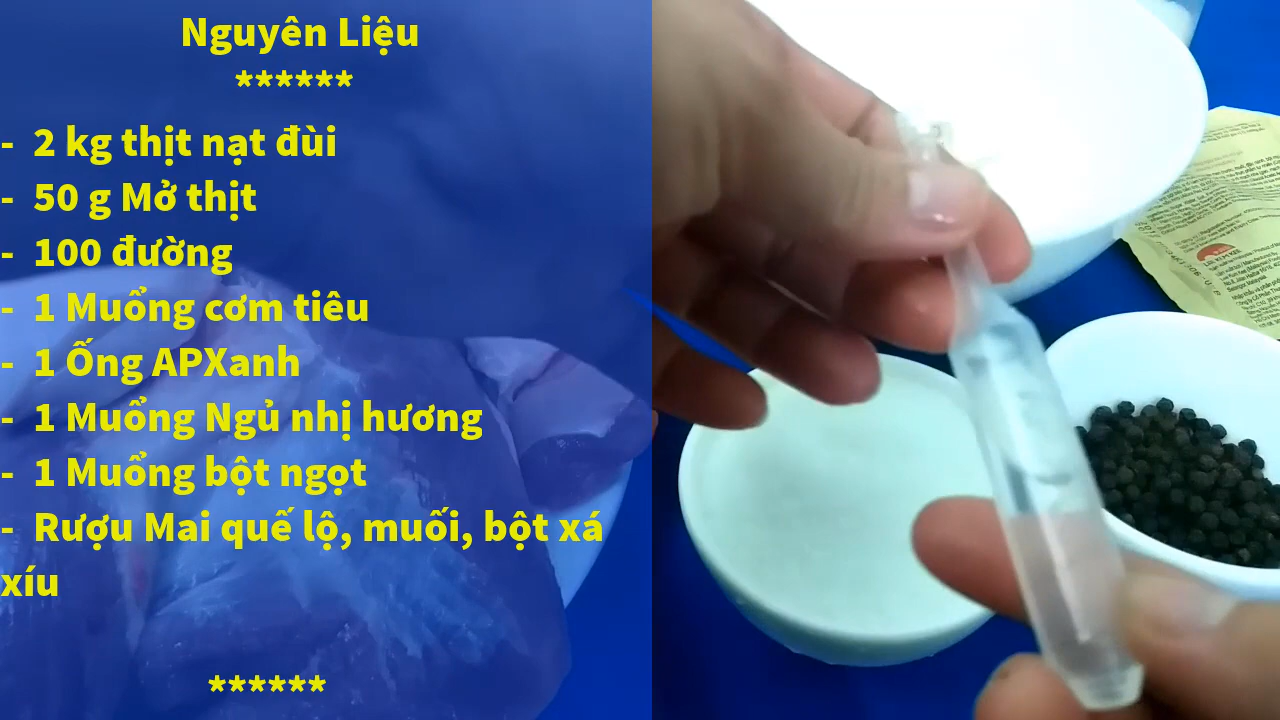 Nguyên Liệu
******
- 2 kg thịt nạt đùi
- 50 g Mở thịt
- 100 đường
- 1 Muổng cơm tiêu
- 1 Ống APXanh
- 1 Muổng Ngủ nhị hương
- 1 Muổng bột ngọt
- Rượu Mai quế lộ, muối, bột xá
xíu
******